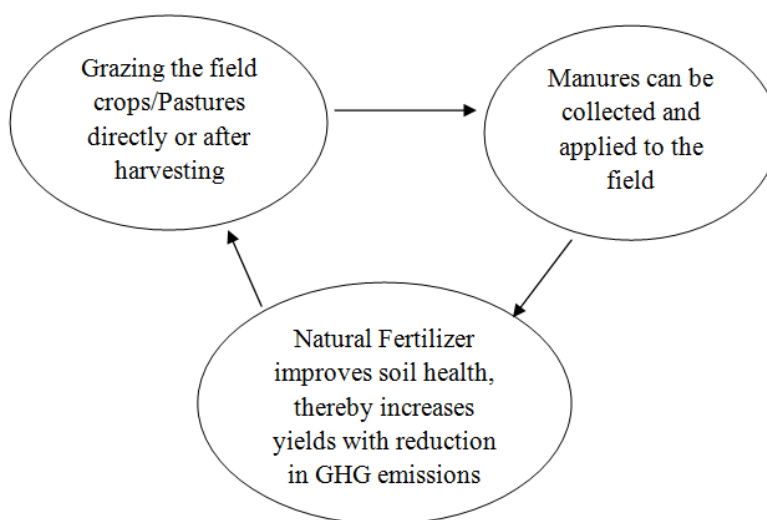 Grazing the field
crops/Pastures
directly or after
harvesting
Manures can be
collected and
applied to the
field
Natural Fertilizer
improves soil health,
thereby increases
yields with reduction
in GHG emissions